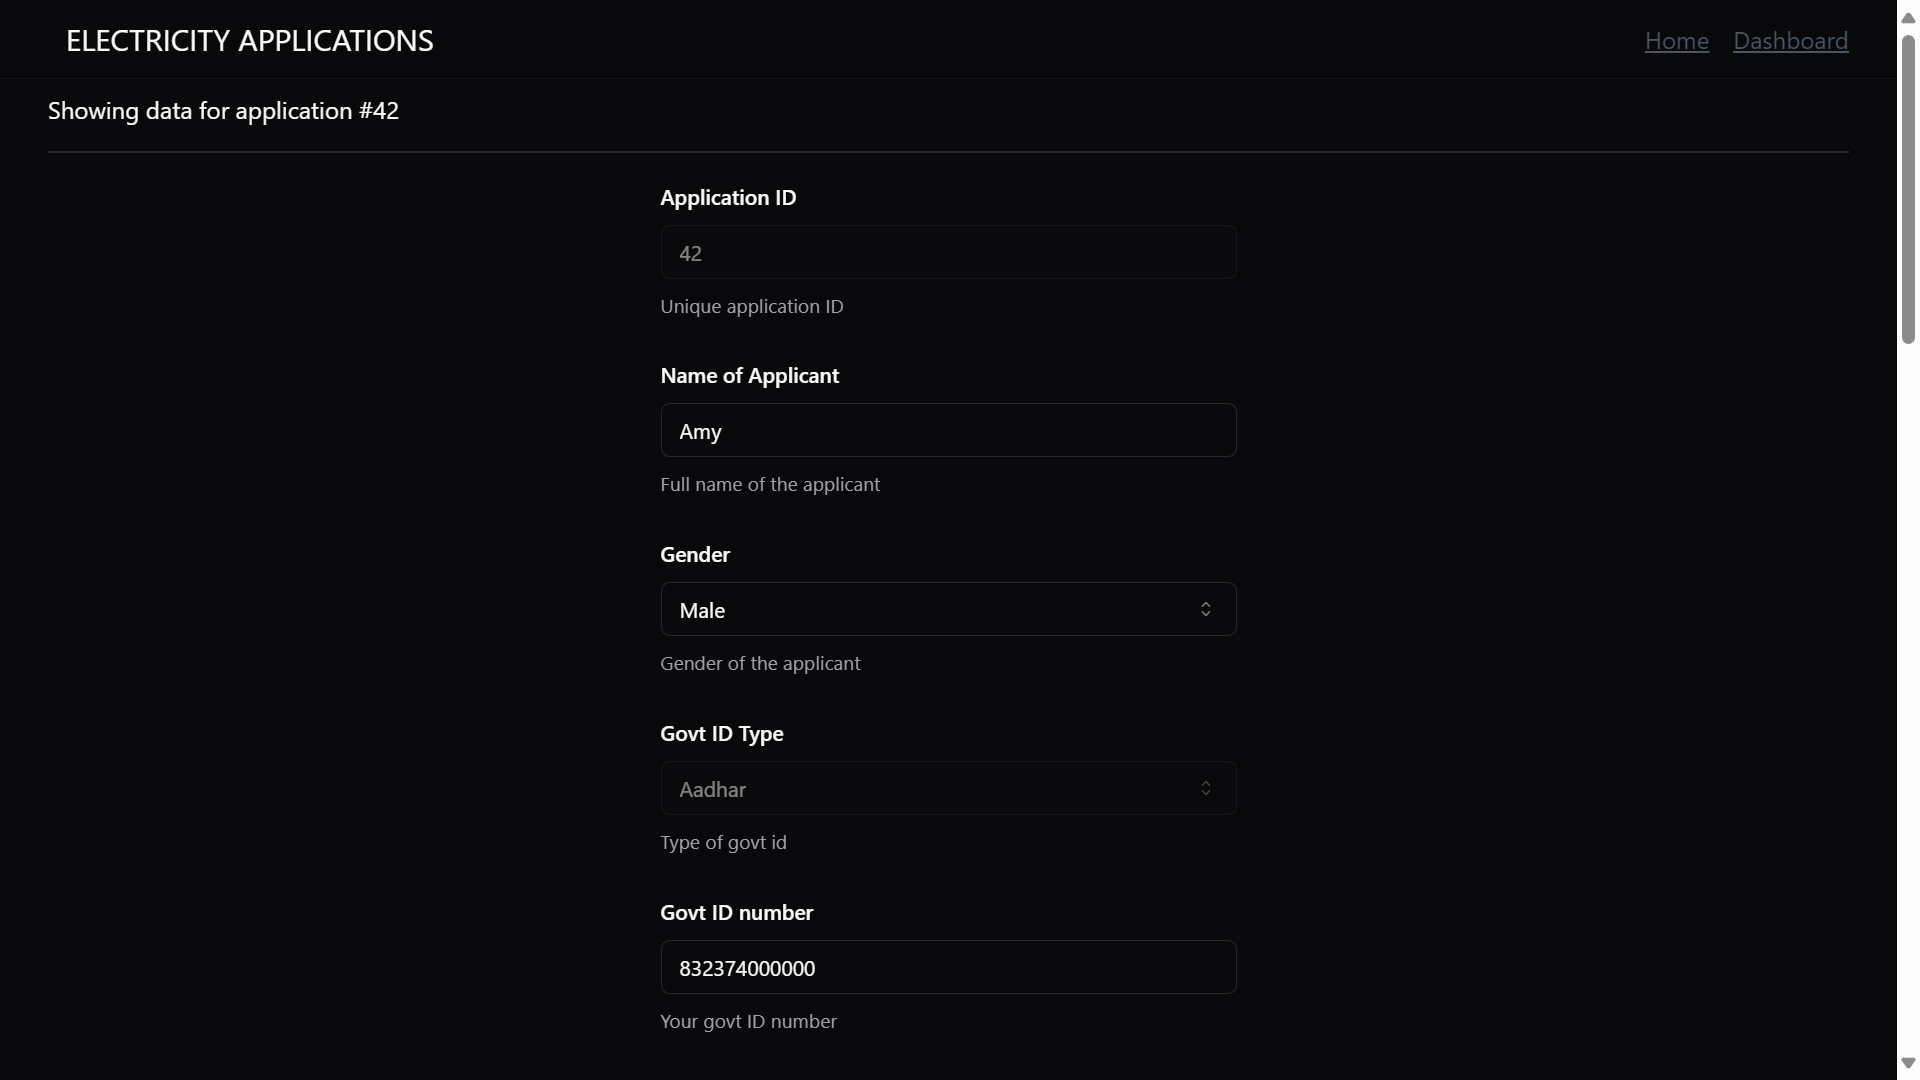 ELECTRICITY APPLICATIONS
Home Dashboard
Showing data for application #42
Application ID
42
Unique application ID
Name of Applicant
Amy
Full name of the applicant
Gender
Male
Gender of the applicant
Govt ID Type
Aadhar
Type of govt id
Govt ID number
832374000000
Your govt ID number